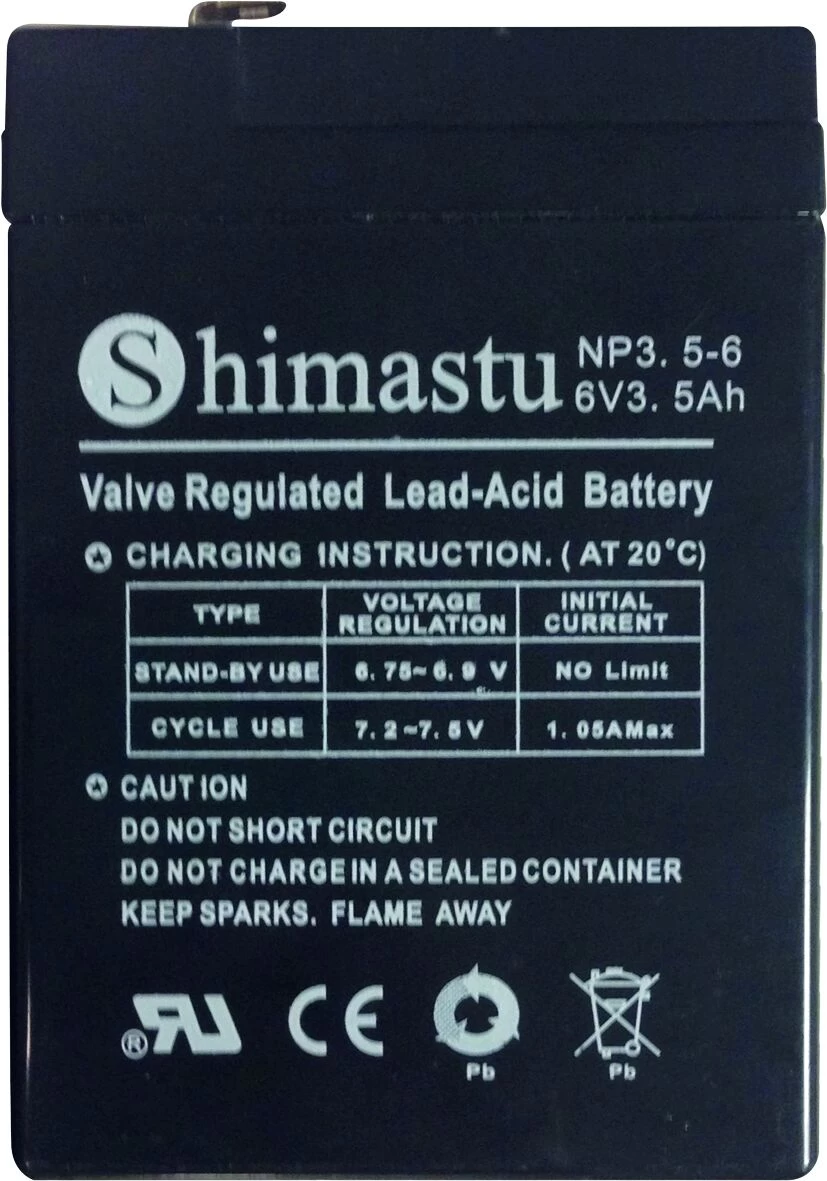 Shimastu
NP3. 5-6
6V3. 5Ah
Valve Regulated Lead-Acid Battery
CHARGING INSTRUCTION. ( AT 20°C)
TYPE VOLTAGE REGULATION INITIAL CURRENT
STAND-BY USE 6. 75~ 6. 9 V NO Limit
CYCLE USE 7. 2~7. 5V 1. 05AMax
CAUTION
DO NOT SHORT CIRCUIT
DO NOT CHARGE IN A SEALED CONTAINER
KEEP SPARKS. FLAME AWAY
® RU CE
Pb Pb